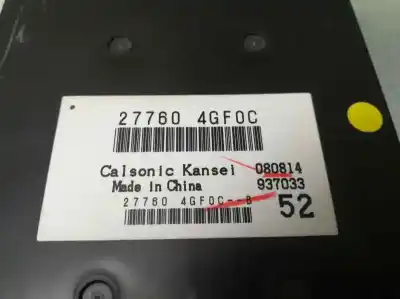 27760 4GF0C
Calsonic Kansei 080814
Made in China 937033
27760 4GF0C--B 52